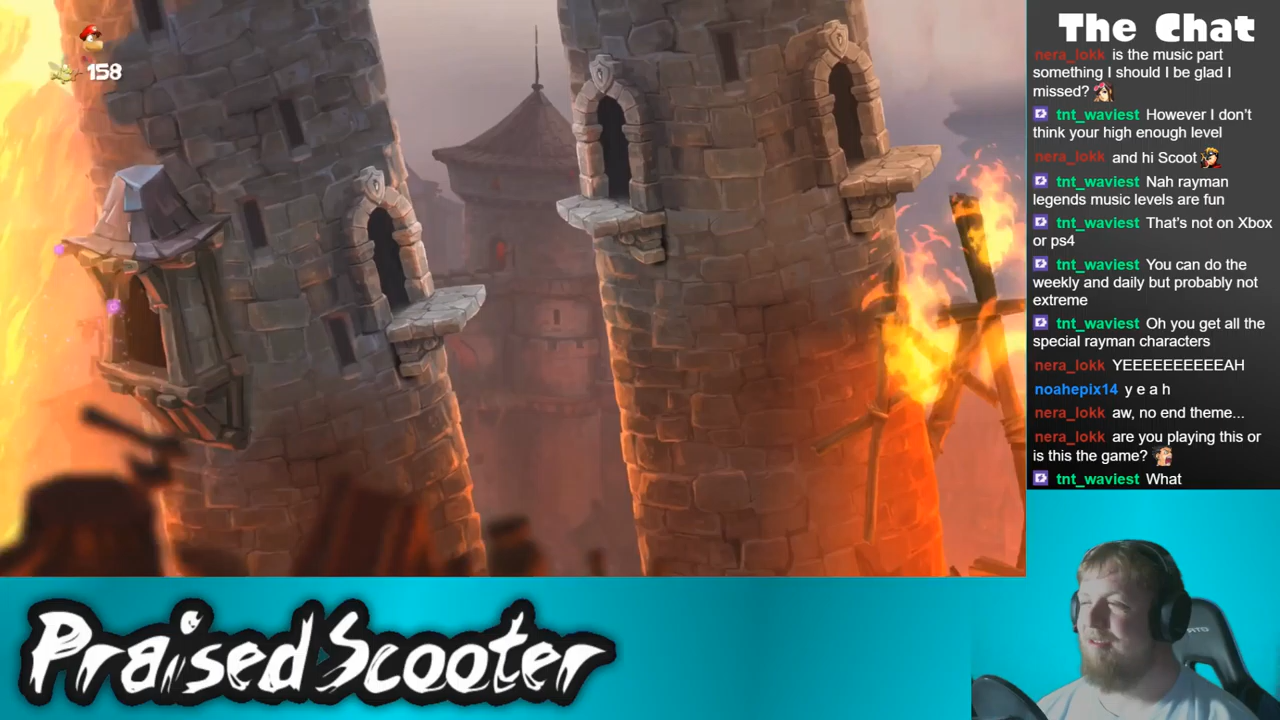 158
The Chat
nera_lokk is the music part
something I should I be glad I
missed?
tnt_waviest However I don't
think your high enough level
nera_lokk and hi Scoot
tnt_waviest Nah rayman
legends music levels are fun
tnt_waviest That's not on Xbox
or ps4
tnt_waviest You can do the
weekly and daily but probably not
extreme
tnt_waviest Oh you get all the
special rayman characters
nera_lokk YEEEEEEEEEEAH
noahepix14 y e a h
nera_lokk aw, no end theme...
nera_lokk are you playing this or
is this the game?
tnt_waviest What
PraisedScooter